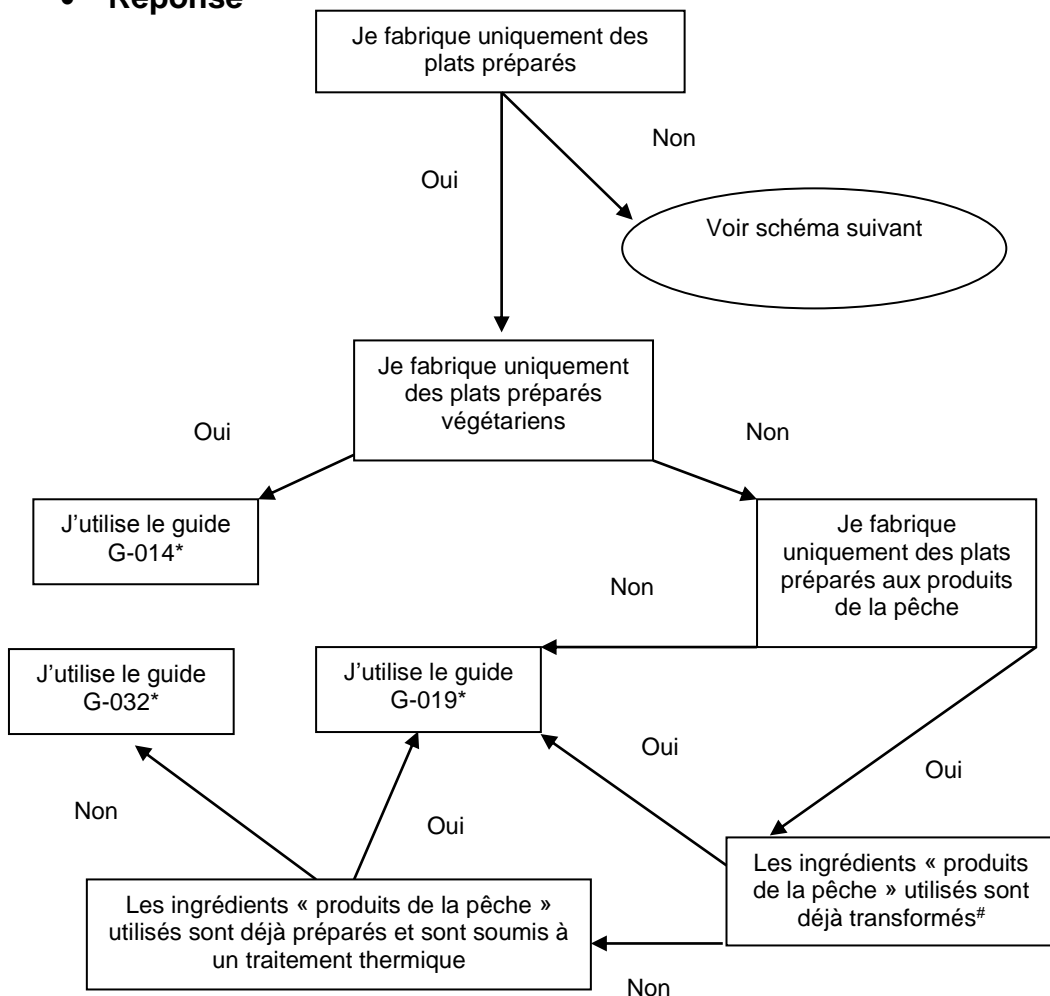 • Réponse
Je fabrique uniquement des
plats préparés
Non
Oui
Voir schéma suivant
Je fabrique uniquement
des plats préparés
végétariens
Oui
Non
J’utilise le guide
G-014*
Je fabrique
uniquement des plats
préparés aux produits
de la pêche
Non
J’utilise le guide
G-032*
J’utilise le guide
G-019*
Oui
Oui
Non
Oui
Les ingrédients « produits
de la pêche » utilisés sont
déjà transformés#
Les ingrédients « produits de la pêche »
utilisés sont déjà préparés et sont soumis à
un traitement thermique
Non